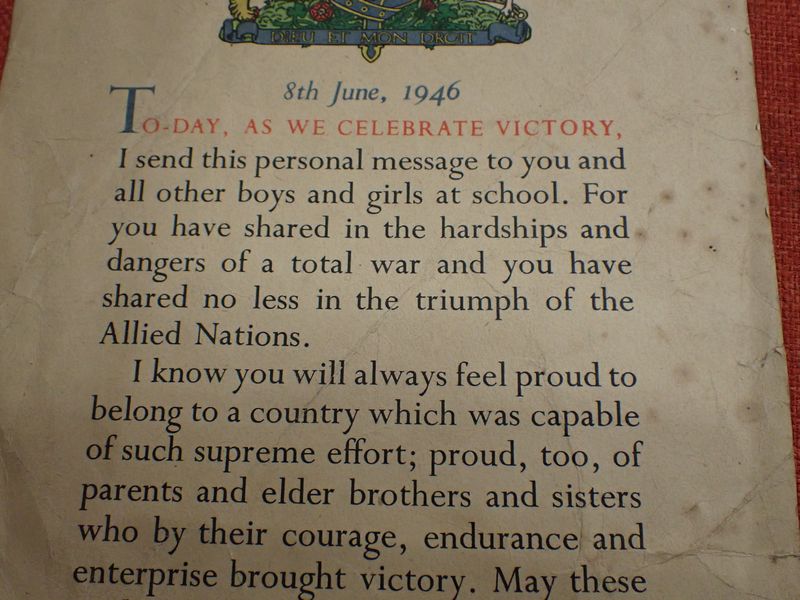 DIEU ET MON DROIT
8th June, 1946
TO-DAY, AS WE CELEBRATE VICTORY,
I send this personal message to you and
all other boys and girls at school. For
you have shared in the hardships and
dangers of a total war and you have
shared no less in the triumph of the
Allied Nations.
I know you will always feel proud to
belong to a country which was capable
of such supreme effort; proud, too, of
parents and elder brothers and sisters
who by their courage, endurance and
enterprise brought victory. May these